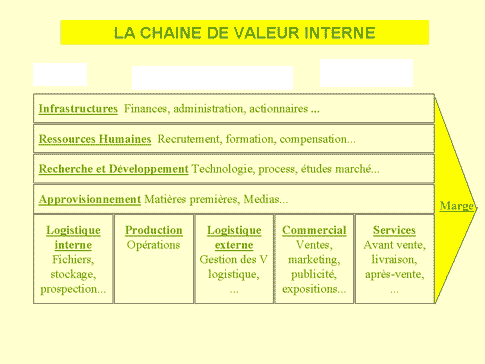 LA CHAINE DE VALEUR INTERNE
Infrastructures Finances, administration, actionnaires ...
Ressources Humaines Recrutement, formation, compensation...
Recherche et Développement Technologie, process, études marché...
Approvisionnement Matières premières, Medias...
Marge
Logistique
interne
Fichiers,
stockage,
prospection...
Production
Opérations
Logistique
externe
Gestion des V
logistique,
...
Commercial
Ventes,
marketing,
publicité,
expositions...
Services
Avant vente,
livraison,
après-vente,
...